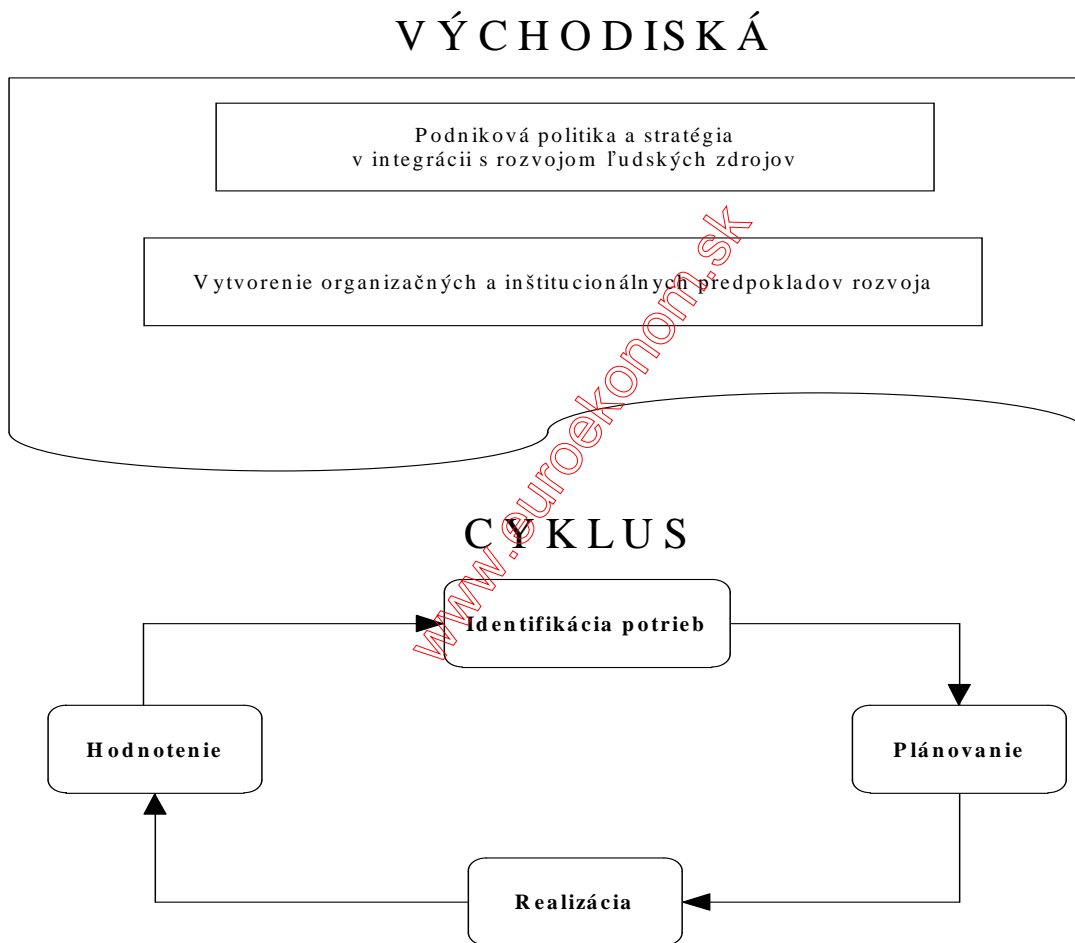 VÝCHODISKÁ
Podniková politika a stratégia
v integrácii s rozvojom ľudských zdrojov
Vytvorenie organizačných a inštitucionálnych predpokladov rozvoja
www.euroekonom.sk
CYKLUS
Identifikácia potrieb
Hodnotenie
Plánovanie
Realizácia